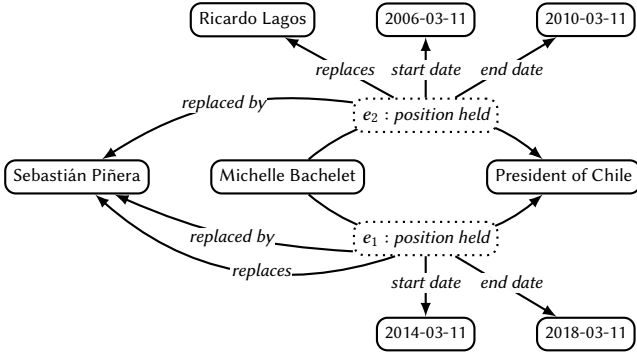 Ricardo Lagos
2006-03-11
2010-03-11
replaces
start date
end date
replaced by
e₂ : position held
Sebastián Piñera
Michelle Bachelet
President of Chile
e₁ : position held
replaced by
replaces
start date
end date
2014-03-11
2018-03-11